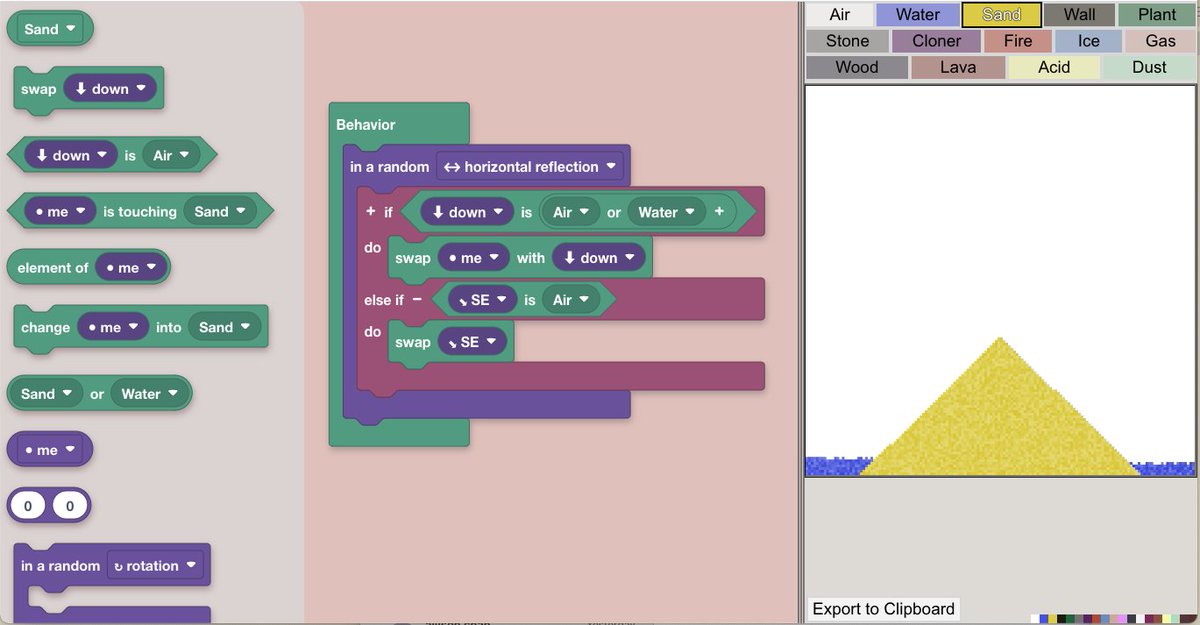 Sand
swap down
down is Air
me is touching Sand
element of me
change me into Sand
Sand or Water
me
0 0
in a random rotation
Behavior
in a random horizontal reflection
+ if down is Air or Water +
do swap me with down
else if − SE is Air
do swap SE
Air Water Sand Wall Plant
Stone Cloner Fire Ice Gas
Wood Lava Acid Dust
Export to Clipboard